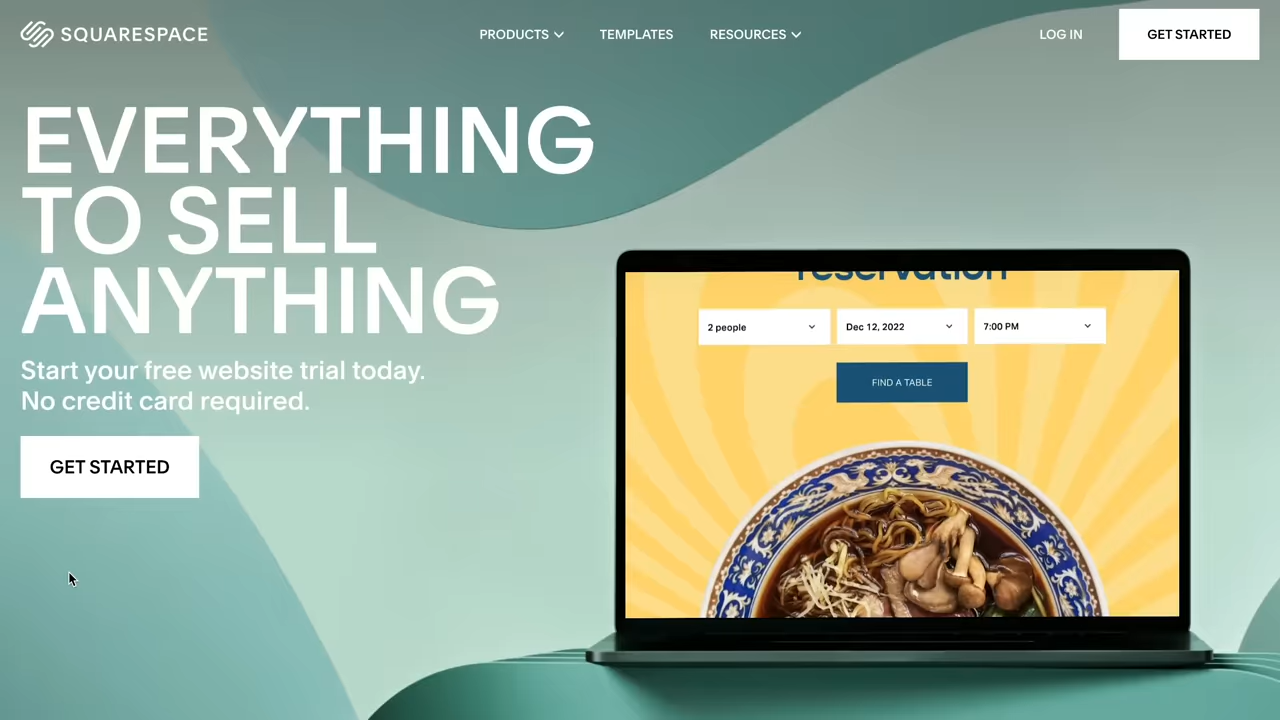 SQUARESPACE
PRODUCTS
TEMPLATES
RESOURCES
LOG IN
GET STARTED
EVERYTHING
TO SELL
ANYTHING
Start your free website trial today.
No credit card required.
GET STARTED
reservation
2 people
Dec 12, 2022
7:00 PM
FIND A TABLE